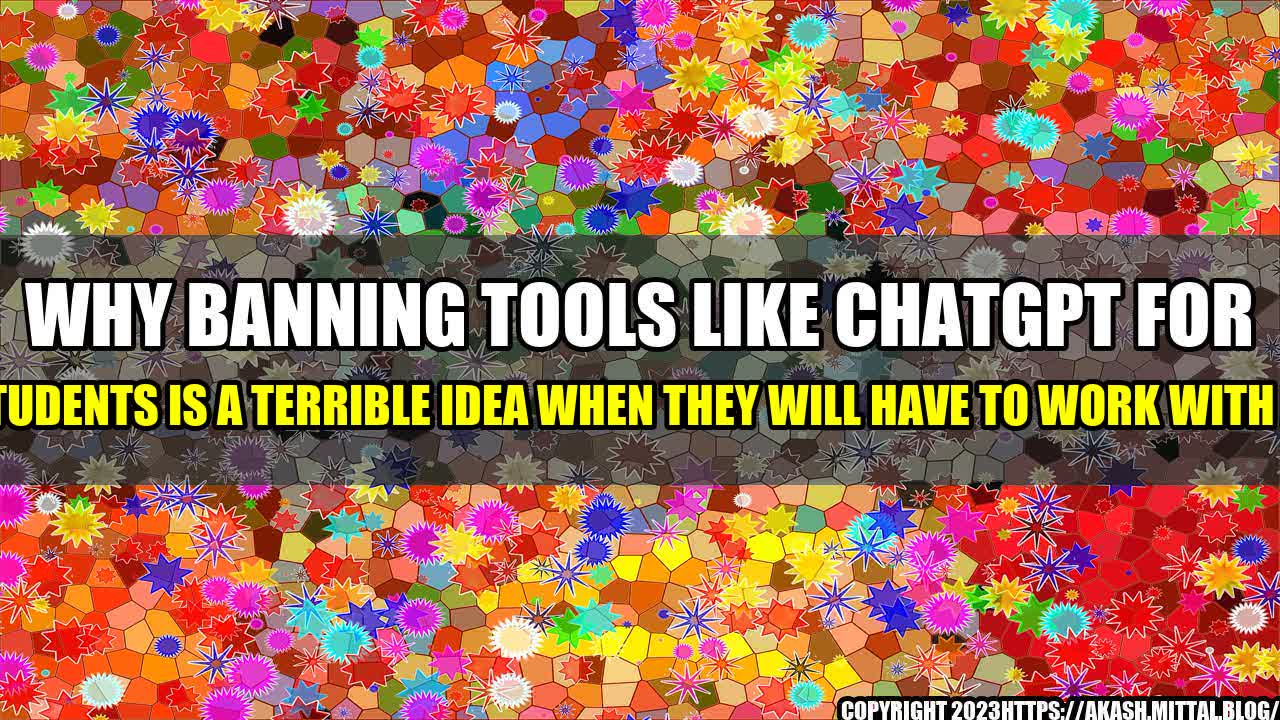 WHY BANNING TOOLS LIKE CHATGPT FOR
TUDENTS IS A TERRIBLE IDEA WHEN THEY WILL HAVE TO WORK WITH
COPYRIGHT 2023HTTPS://AKASH.MITTAL.BLOG/